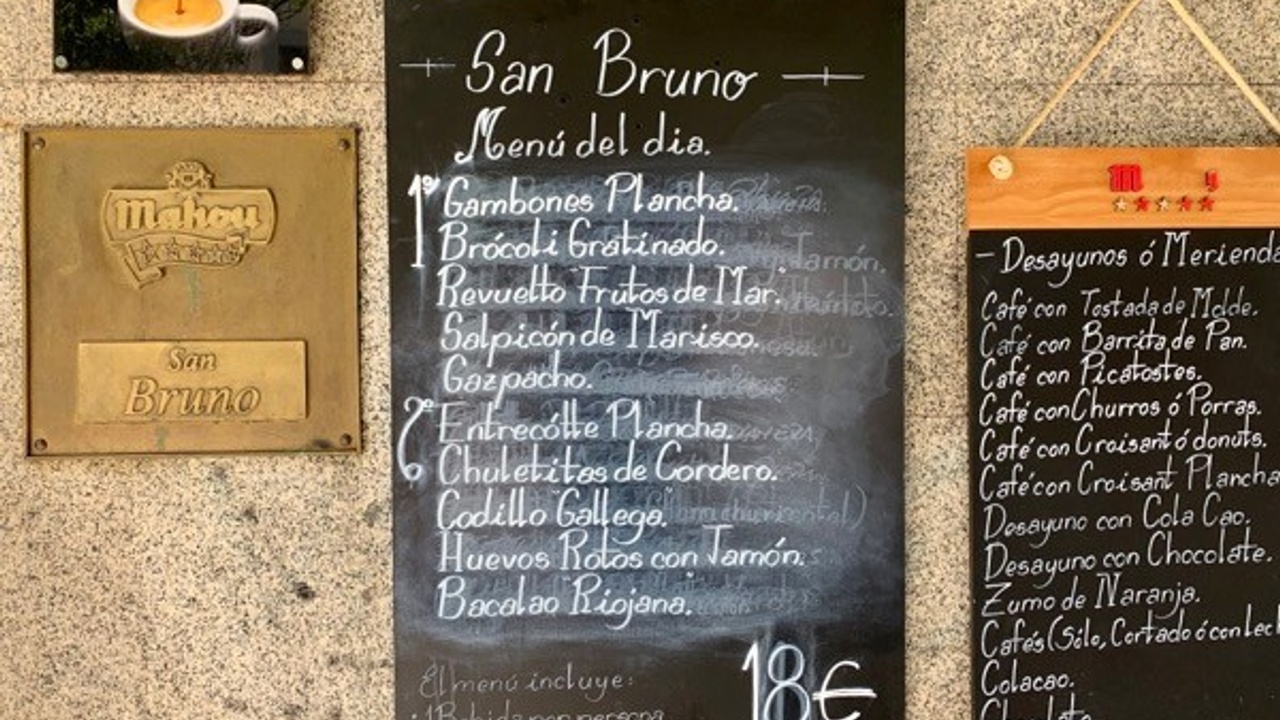 Mahou
San
Bruno
San Bruno
Menú del dia.
1º Gambones Plancha.
Brócoli Gratinado.
Revuelto "Frutos de Mar."
Salpicón de Marisco.
Gazpacho.
2º Entrecótte Plancha.
Chuletitas de Cordero.
Codillo "Gallega."
Huevos Rotos con Jamón.
Bacalao "Riojana."
El menú incluye:
18€
- Desayunos ó Merienda
Café con Tostada de Molde.
Café con Barrita de Pan.
Café con Picatostes.
Café con Churros ó Porras.
Café con Croisant ó donuts.
Café con Croisant Plancha
Desayuno con Cola Cao.
Desayuno con Chocolate.
Zumo de Naranja.
Cafés (Sólo, Cortado ó con Lech
Colacao.